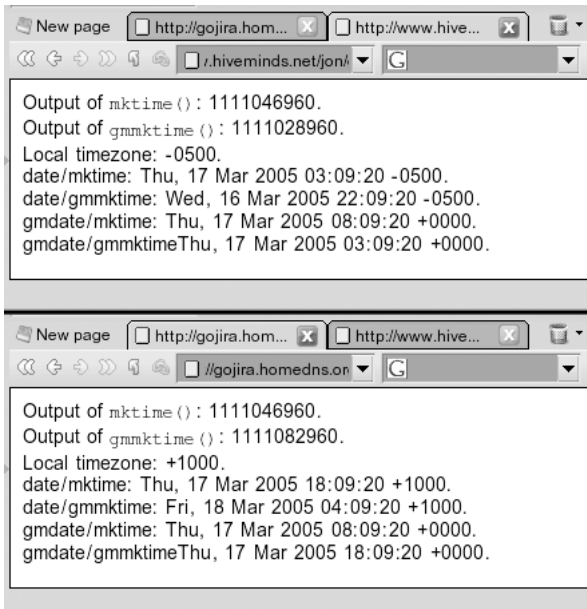 New page http://gojira.hom... http://www.hive...
/.hiveminds.net/jon/ G
Output of mktime(): 1111046960.
Output of gmmktime(): 1111028960.
Local timezone: -0500.
date/mktime: Thu, 17 Mar 2005 03:09:20 -0500.
date/gmmktime: Wed, 16 Mar 2005 22:09:20 -0500.
gmdate/mktime: Thu, 17 Mar 2005 08:09:20 +0000.
gmdate/gmmktimeThu, 17 Mar 2005 03:09:20 +0000.
New page http://gojira.hom... http://www.hive...
//gojira.homedns.or G
Output of mktime(): 1111046960.
Output of gmmktime(): 1111082960.
Local timezone: +1000.
date/mktime: Thu, 17 Mar 2005 18:09:20 +1000.
date/gmmktime: Fri, 18 Mar 2005 04:09:20 +1000.
gmdate/mktime: Thu, 17 Mar 2005 08:09:20 +0000.
gmdate/gmmktimeThu, 17 Mar 2005 18:09:20 +0000.